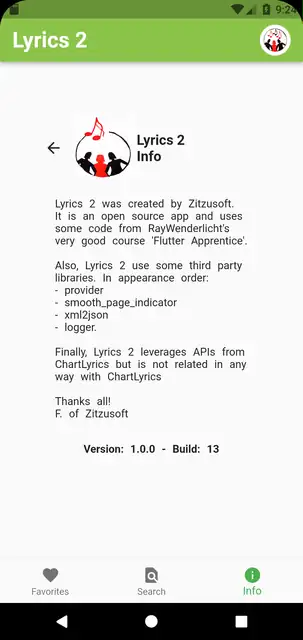 9:24
Lyrics 2
Lyrics 2
Info
Lyrics 2 was created by Zitzusoft.
It is an open source app and uses
some code from RayWenderlicht's
very good course 'Flutter Apprentice'.
Also, Lyrics 2 use some third party
libraries. In appearance order:
- provider
- smooth_page_indicator
- xml2json
- logger.
Finally, Lyrics 2 leverages APIs from
ChartLyrics but is not related in any
way with ChartLyrics
Thanks all!
F. of Zitzusoft
Version: 1.0.0 - Build: 13
Favorites Search Info